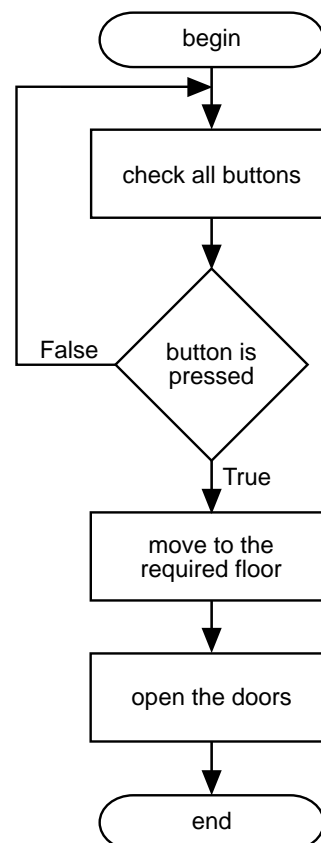 begin
check all buttons
False
button is
pressed
True
move to the
required floor
open the doors
end